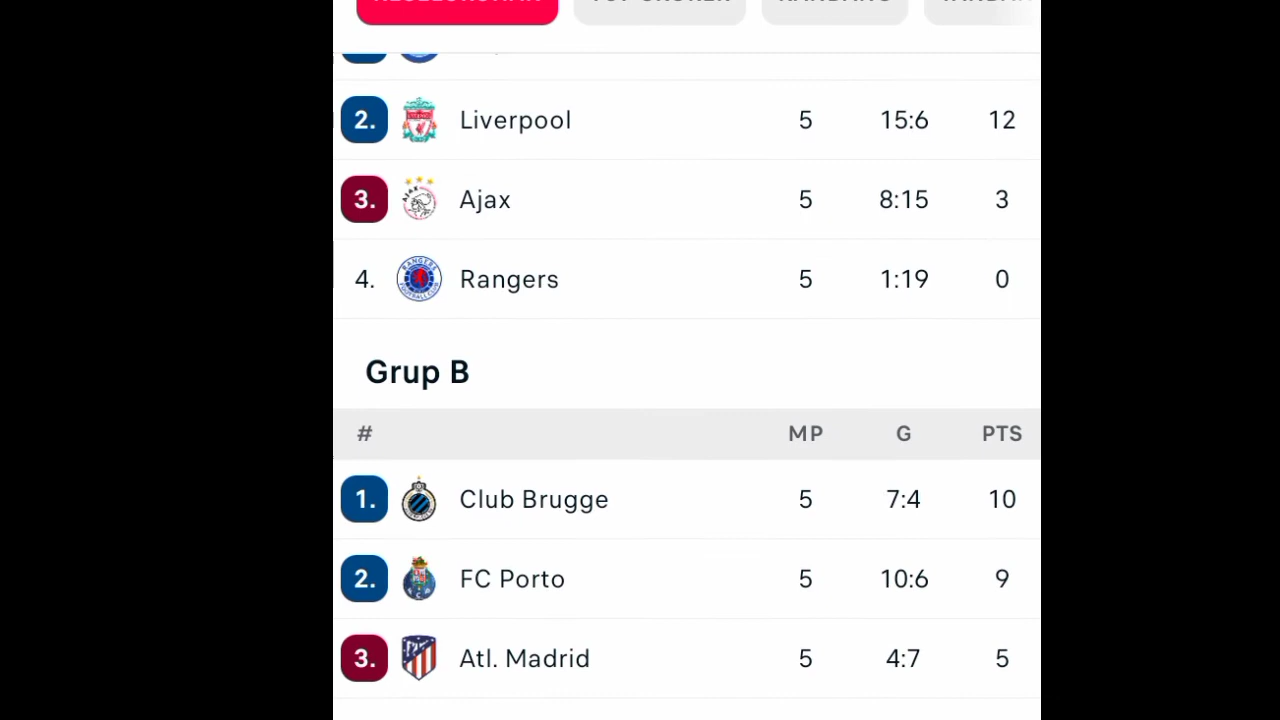 2. Liverpool 5 15:6 12
3. Ajax 5 8:15 3
4. Rangers 5 1:19 0
Grup B
# MP G PTS
1. Club Brugge 5 7:4 10
2. FC Porto 5 10:6 9
3. Atl. Madrid 5 4:7 5